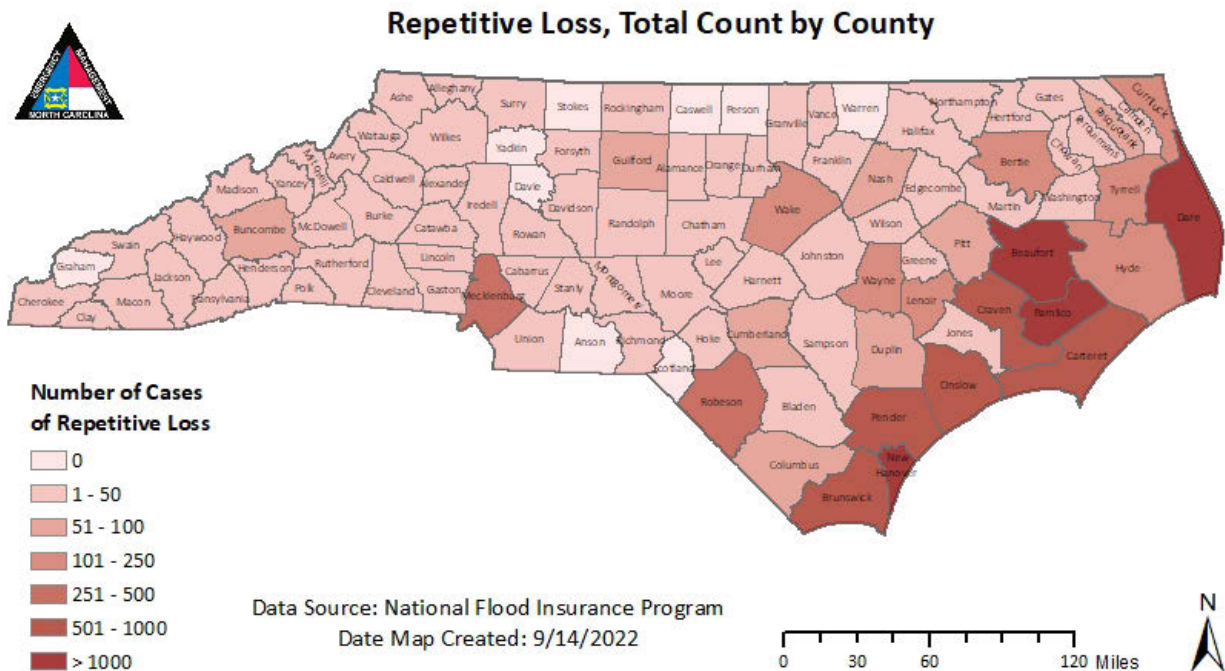 Repetitive Loss, Total Count by County
EMERGENCY MANAGEMENT
NORTH CAROLINA
Ashe
Alleghany
Surry
Stokes
Rockingham
Caswell
Person
Granville
Vance
Warren
Northampton
Gates
Currituck
Camden
Pasquotank
Perquimans
Chowan
Hertford
Halifax
Watauga
Wilkes
Yadkin
Forsyth
Guilford
Alamance
Orange
Durham
Franklin
Nash
Edgecombe
Bertie
Mitchell
Avery
Madison
Yancey
Caldwell
Alexander
Davie
Iredell
Davidson
Randolph
Chatham
Wake
Wilson
Martin
Washington
Tyrrell
Dare
Swain
Haywood
Buncombe
McDowell
Burke
Catawba
Rowan
Lincoln
Johnston
Greene
Pitt
Beaufort
Hyde
Graham
Jackson
Henderson
Rutherford
Cleveland
Gaston
Mecklenburg
Cabarrus
Stanly
Montgomery
Moore
Lee
Harnett
Wayne
Lenoir
Craven
Pamlico
Cherokee
Clay
Macon
Transylvania
Polk
Union
Anson
Richmond
Scotland
Hoke
Cumberland
Sampson
Duplin
Jones
Carteret
Onslow
Robeson
Bladen
Pender
Columbus
Brunswick
New
Hanover
Number of Cases
of Repetitive Loss
0
1 - 50
51 - 100
101 - 250
251 - 500
501 - 1000
> 1000
Data Source: National Flood Insurance Program
Date Map Created: 9/14/2022
0 30 60 120 Miles
N